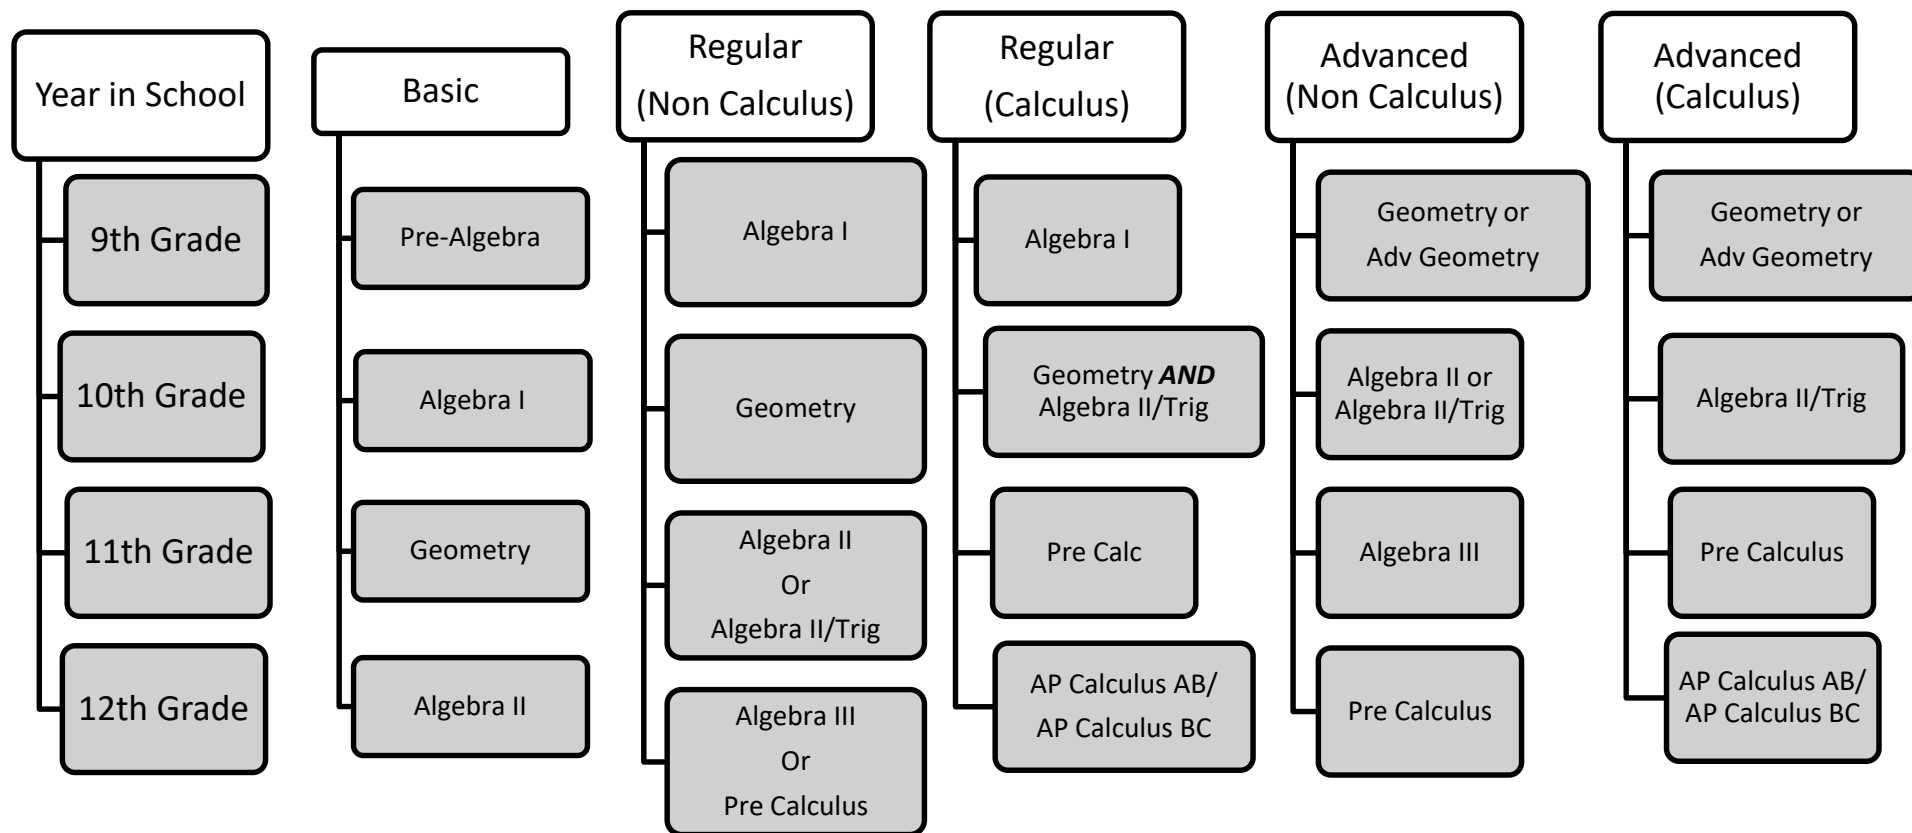 Year in School
9th Grade
10th Grade
11th Grade
12th Grade
Basic
Pre-Algebra
Algebra I
Geometry
Algebra II
Regular
(Non Calculus)
Algebra I
Geometry
Algebra II
Or
Algebra II/Trig
Algebra III
Or
Pre Calculus
Regular
(Calculus)
Algebra I
Geometry AND
Algebra II/Trig
Pre Calc
AP Calculus AB/
AP Calculus BC
Advanced
(Non Calculus)
Geometry or
Adv Geometry
Algebra II or
Algebra II/Trig
Algebra III
Pre Calculus
Advanced
(Calculus)
Geometry or
Adv Geometry
Algebra II/Trig
Pre Calculus
AP Calculus AB/
AP Calculus BC